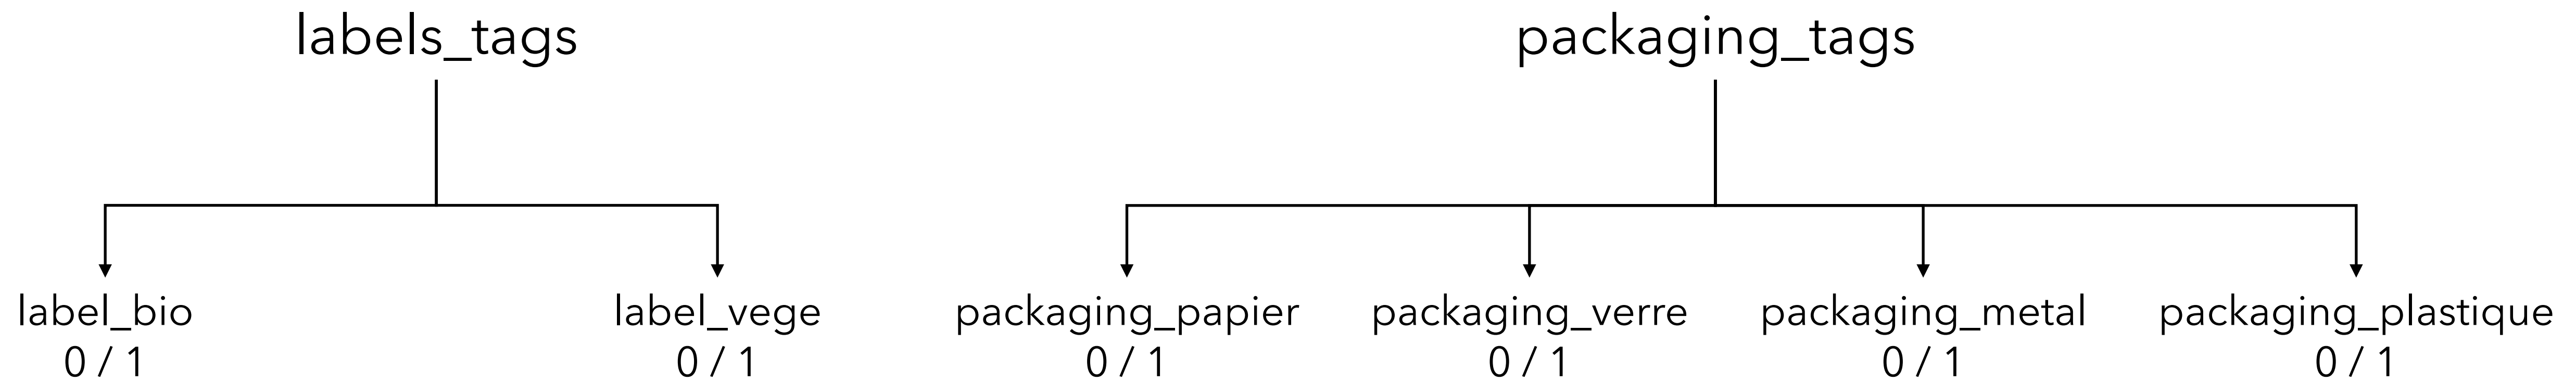 labels_tags
packaging_tags
label_bio
0 / 1
label_vege
0 / 1
packaging_papier
0 / 1
packaging_verre
0 / 1
packaging_metal
0 / 1
packaging_plastique
0 / 1